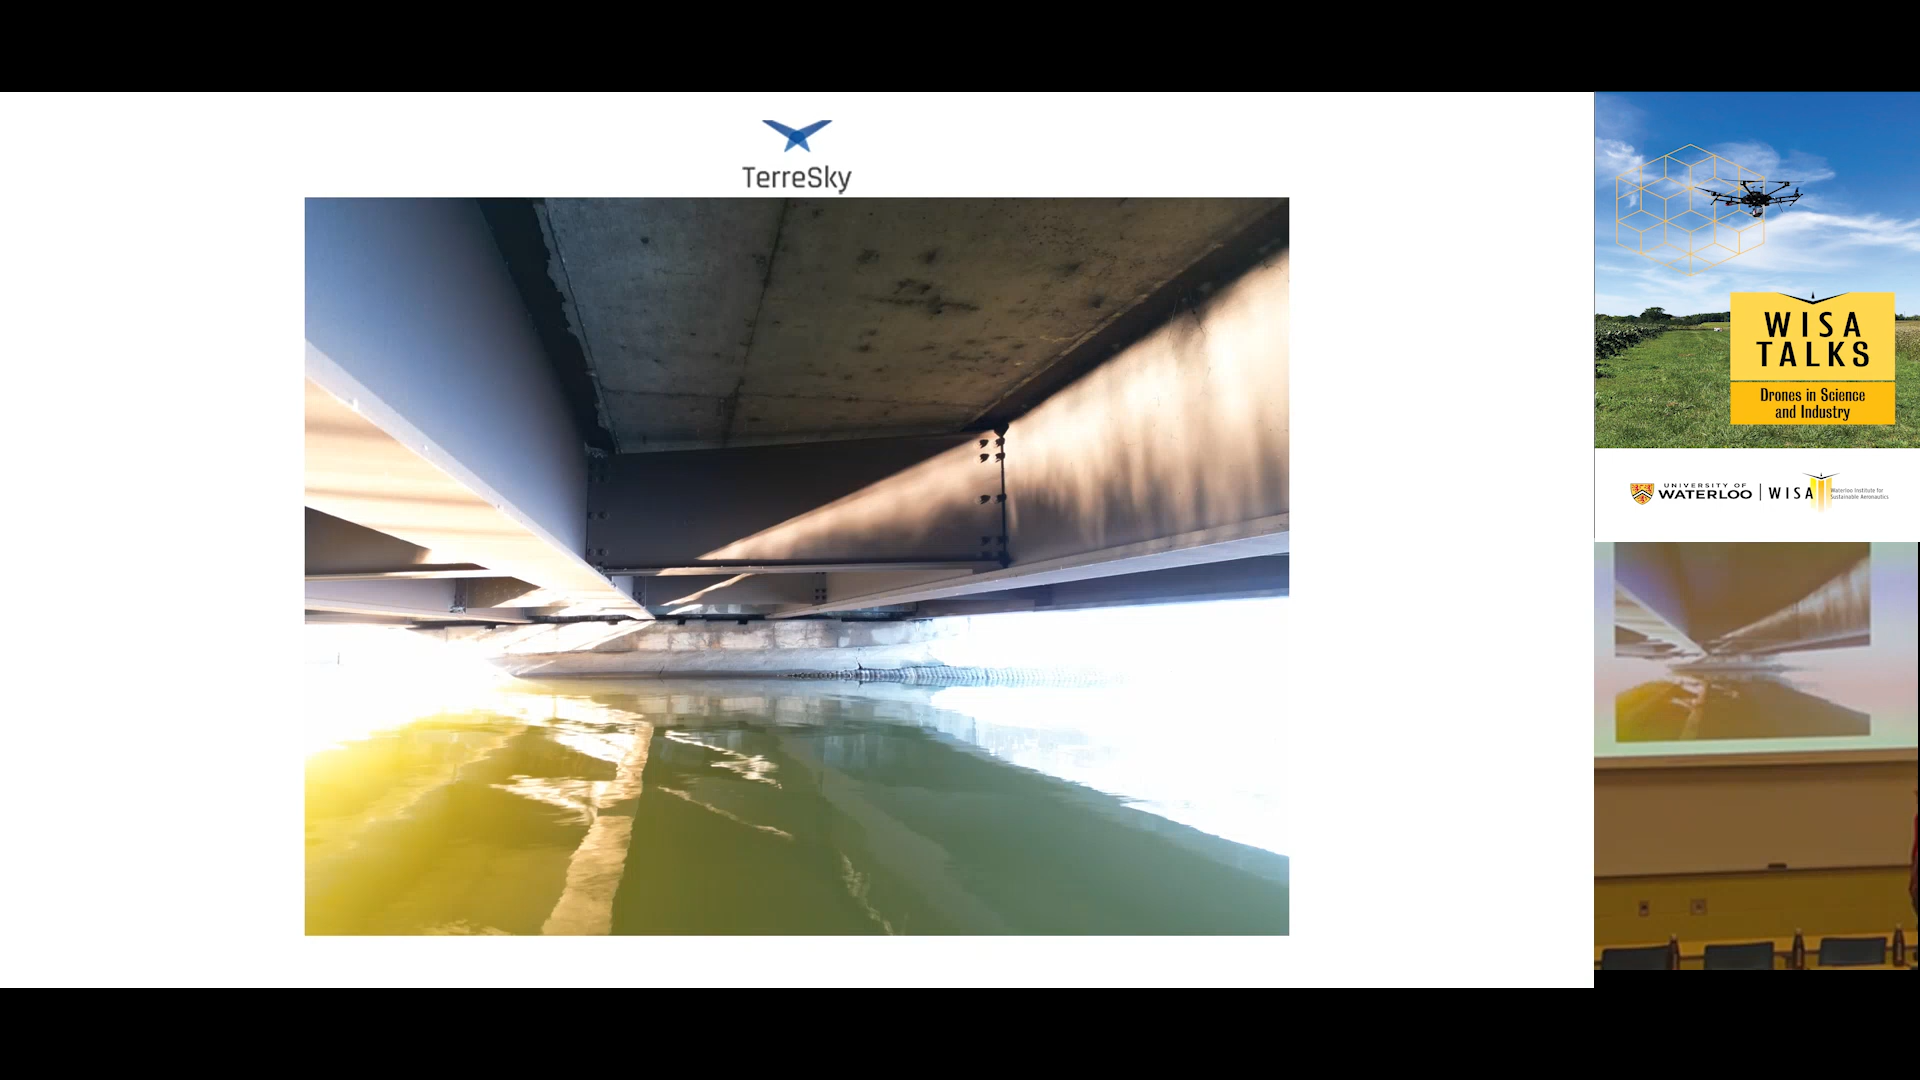 TerreSky
WISA
TALKS
Drones in Science
and Industry
UNIVERSITY OF
WATERLOO
WISA
Waterloo Institute for
Sustainable Aeronautics